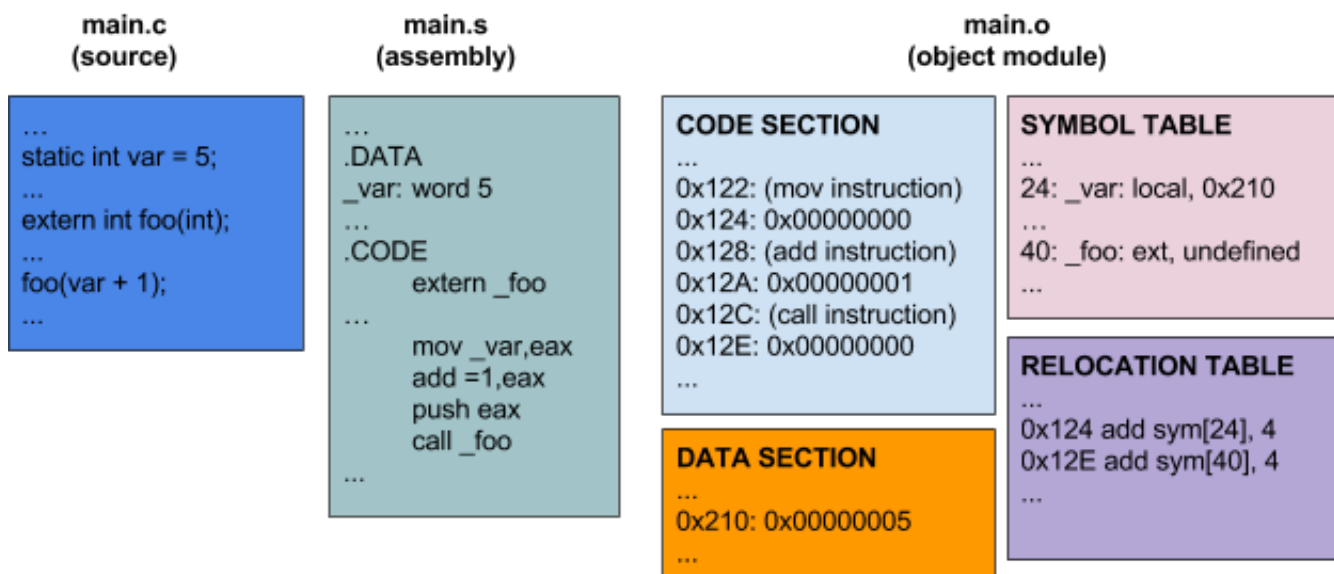 main.c
(source)
…
static int var = 5;
...
extern int foo(int);
...
foo(var + 1);
...
main.s
(assembly)
…
.DATA
_var: word 5
…
.CODE
extern _foo
…
mov _var,eax
add =1,eax
push eax
call _foo
...
main.o
(object module)
CODE SECTION
...
0x122: (mov instruction)
0x124: 0x00000000
0x128: (add instruction)
0x12A: 0x00000001
0x12C: (call instruction)
0x12E: 0x00000000
...
DATA SECTION
...
0x210: 0x00000005
...
SYMBOL TABLE
...
24: _var: local, 0x210
…
40: _foo: ext, undefined
...
RELOCATION TABLE
...
0x124 add sym[24], 4
0x12E add sym[40], 4
...